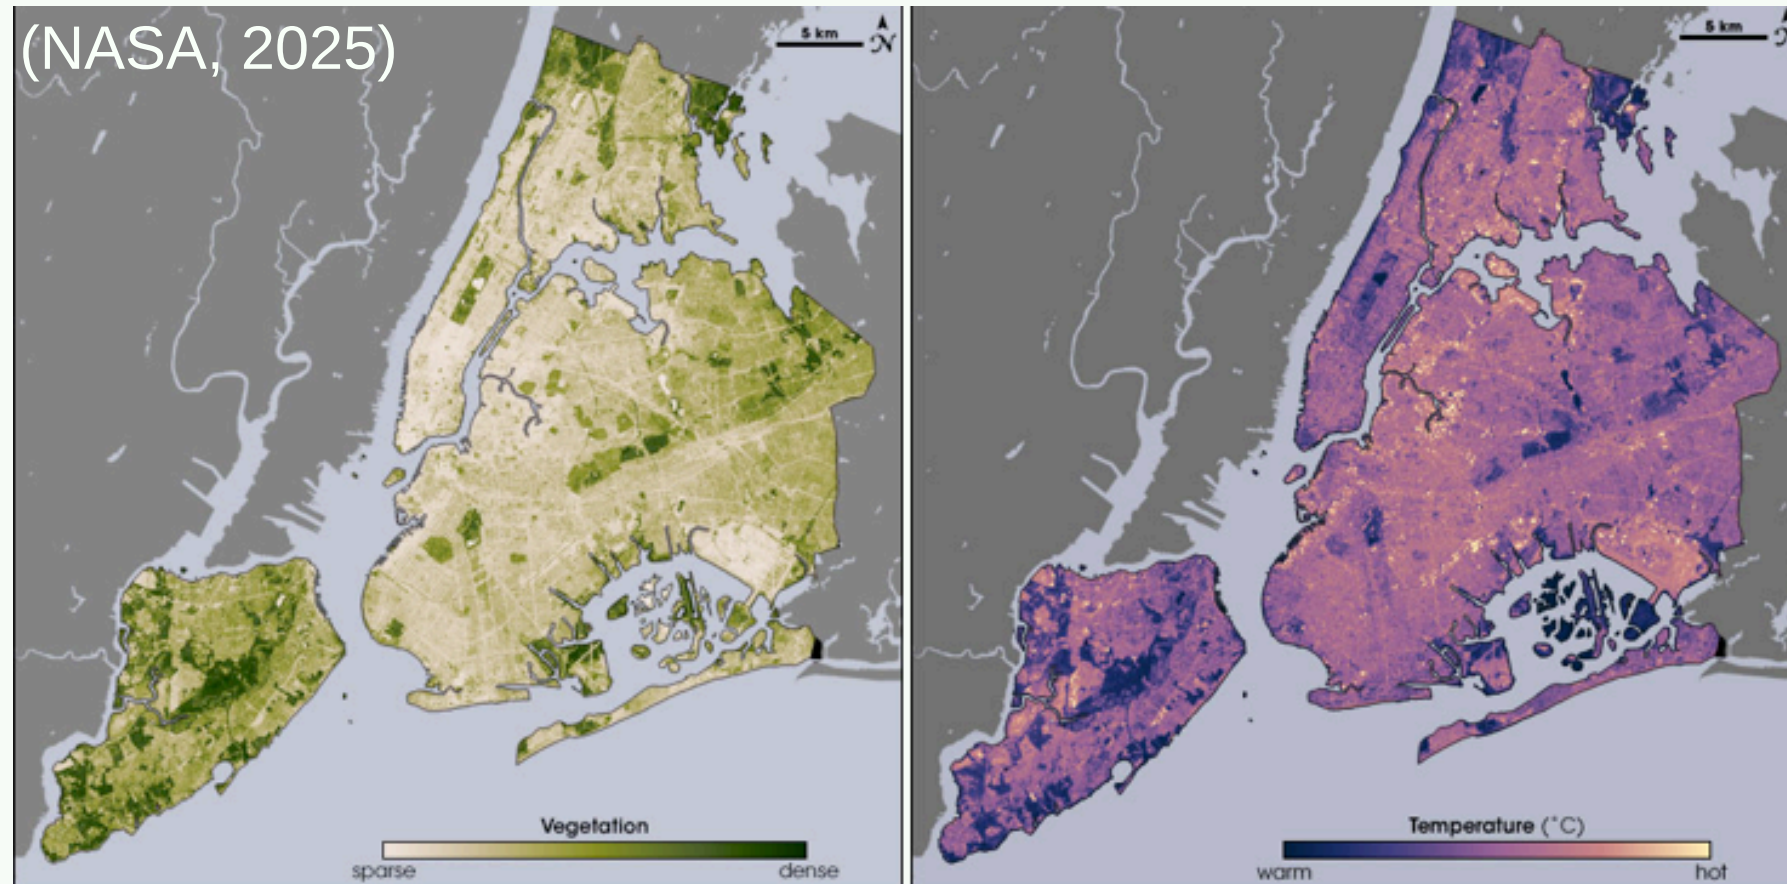 (NASA, 2025)
5 km
N
5 km
Vegetation
sparse
dense
Temperature (°C)
warm
hot